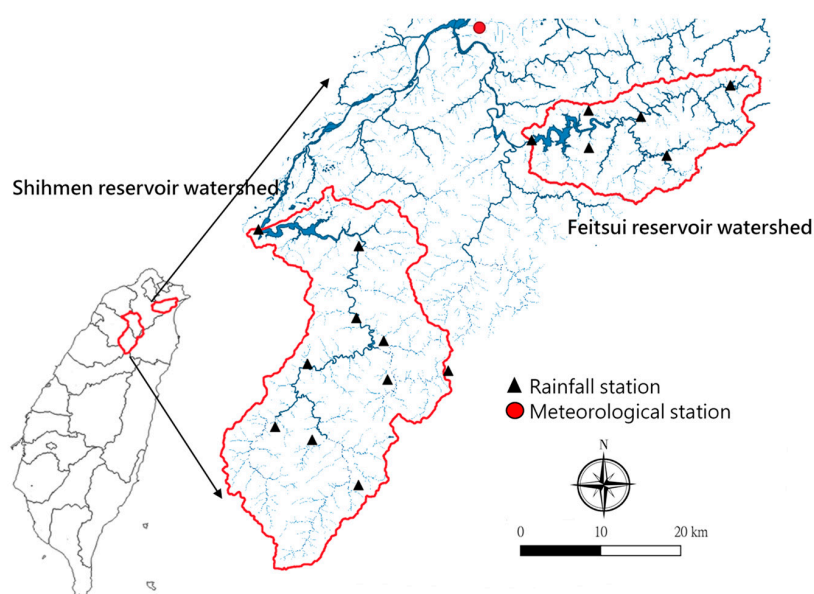 Shihmen reservoir watershed
Feitsui reservoir watershed
Rainfall station
Meteorological station
N
0 10 20 km